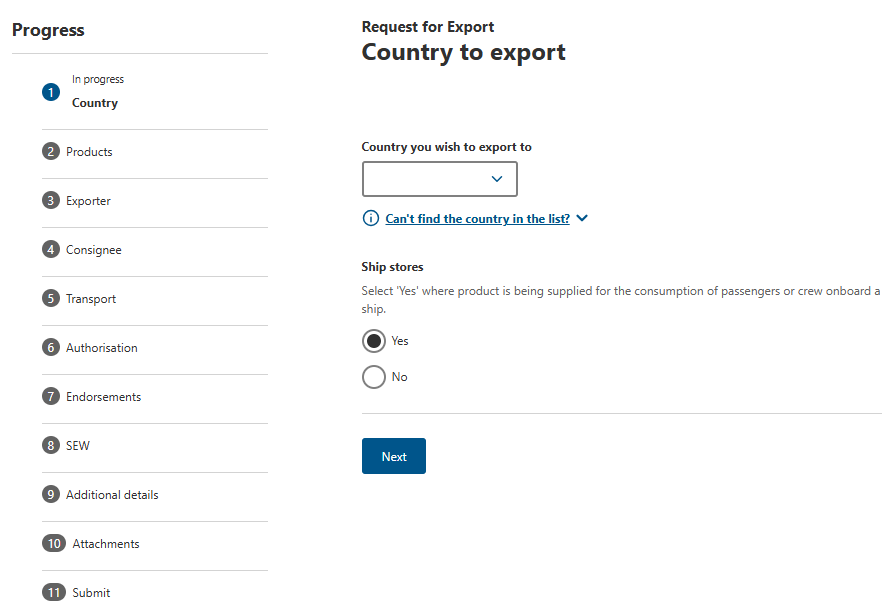 Progress
In progress
1
Country
2 Products
3 Exporter
4 Consignee
5 Transport
6 Authorisation
7 Endorsements
8 SEW
9 Additional details
10 Attachments
11 Submit
Request for Export
Country to export
Country you wish to export to
Can't find the country in the list?
Ship stores
Select 'Yes' where product is being supplied for the consumption of passengers or crew onboard a
ship.
Yes
No
Next